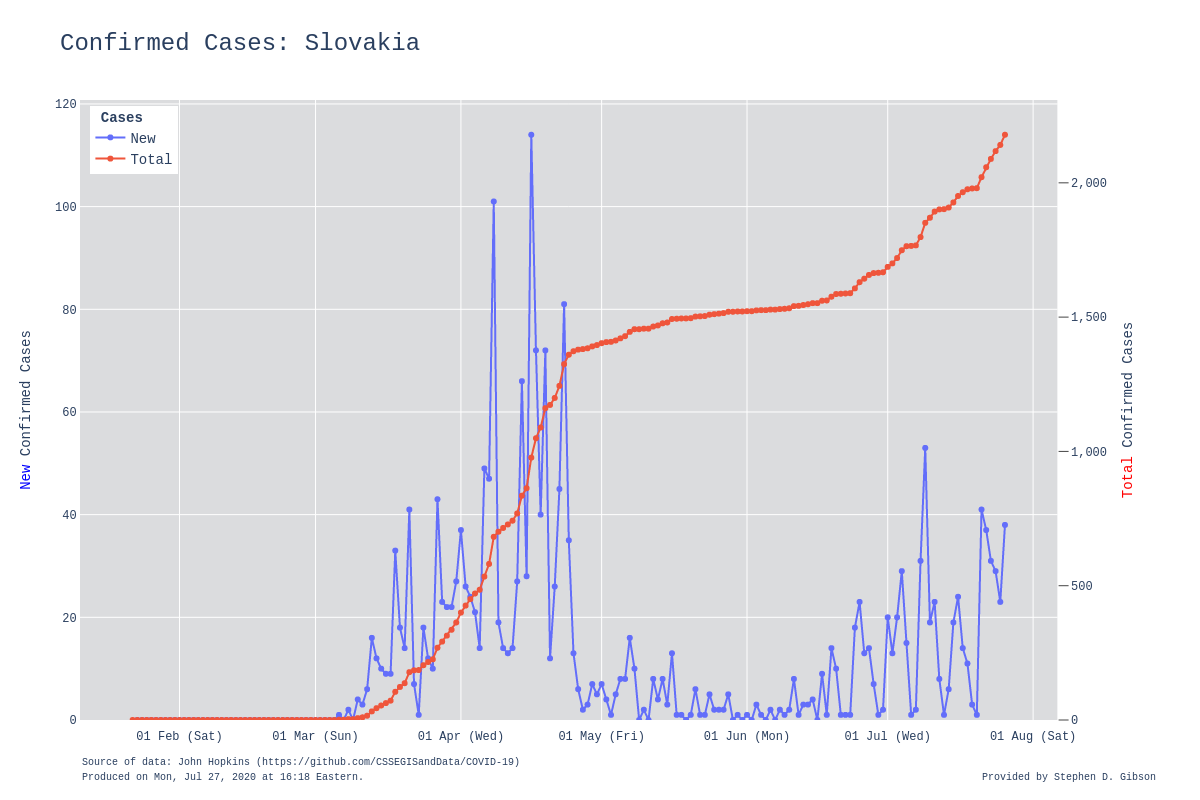 Confirmed Cases: Slovakia
Cases
New
Total
120
100
80
60
40
20
0
New Confirmed Cases
2,000
1,500
1,000
500
0
Total Confirmed Cases
01 Feb (Sat) 01 Mar (Sun) 01 Apr (Wed) 01 May (Fri) 01 Jun (Mon) 01 Jul (Wed) 01 Aug (Sat)
Source of data: John Hopkins (https://github.com/CSSEGISandData/COVID-19)
Produced on Mon, Jul 27, 2020 at 16:18 Eastern.
Provided by Stephen D. Gibson